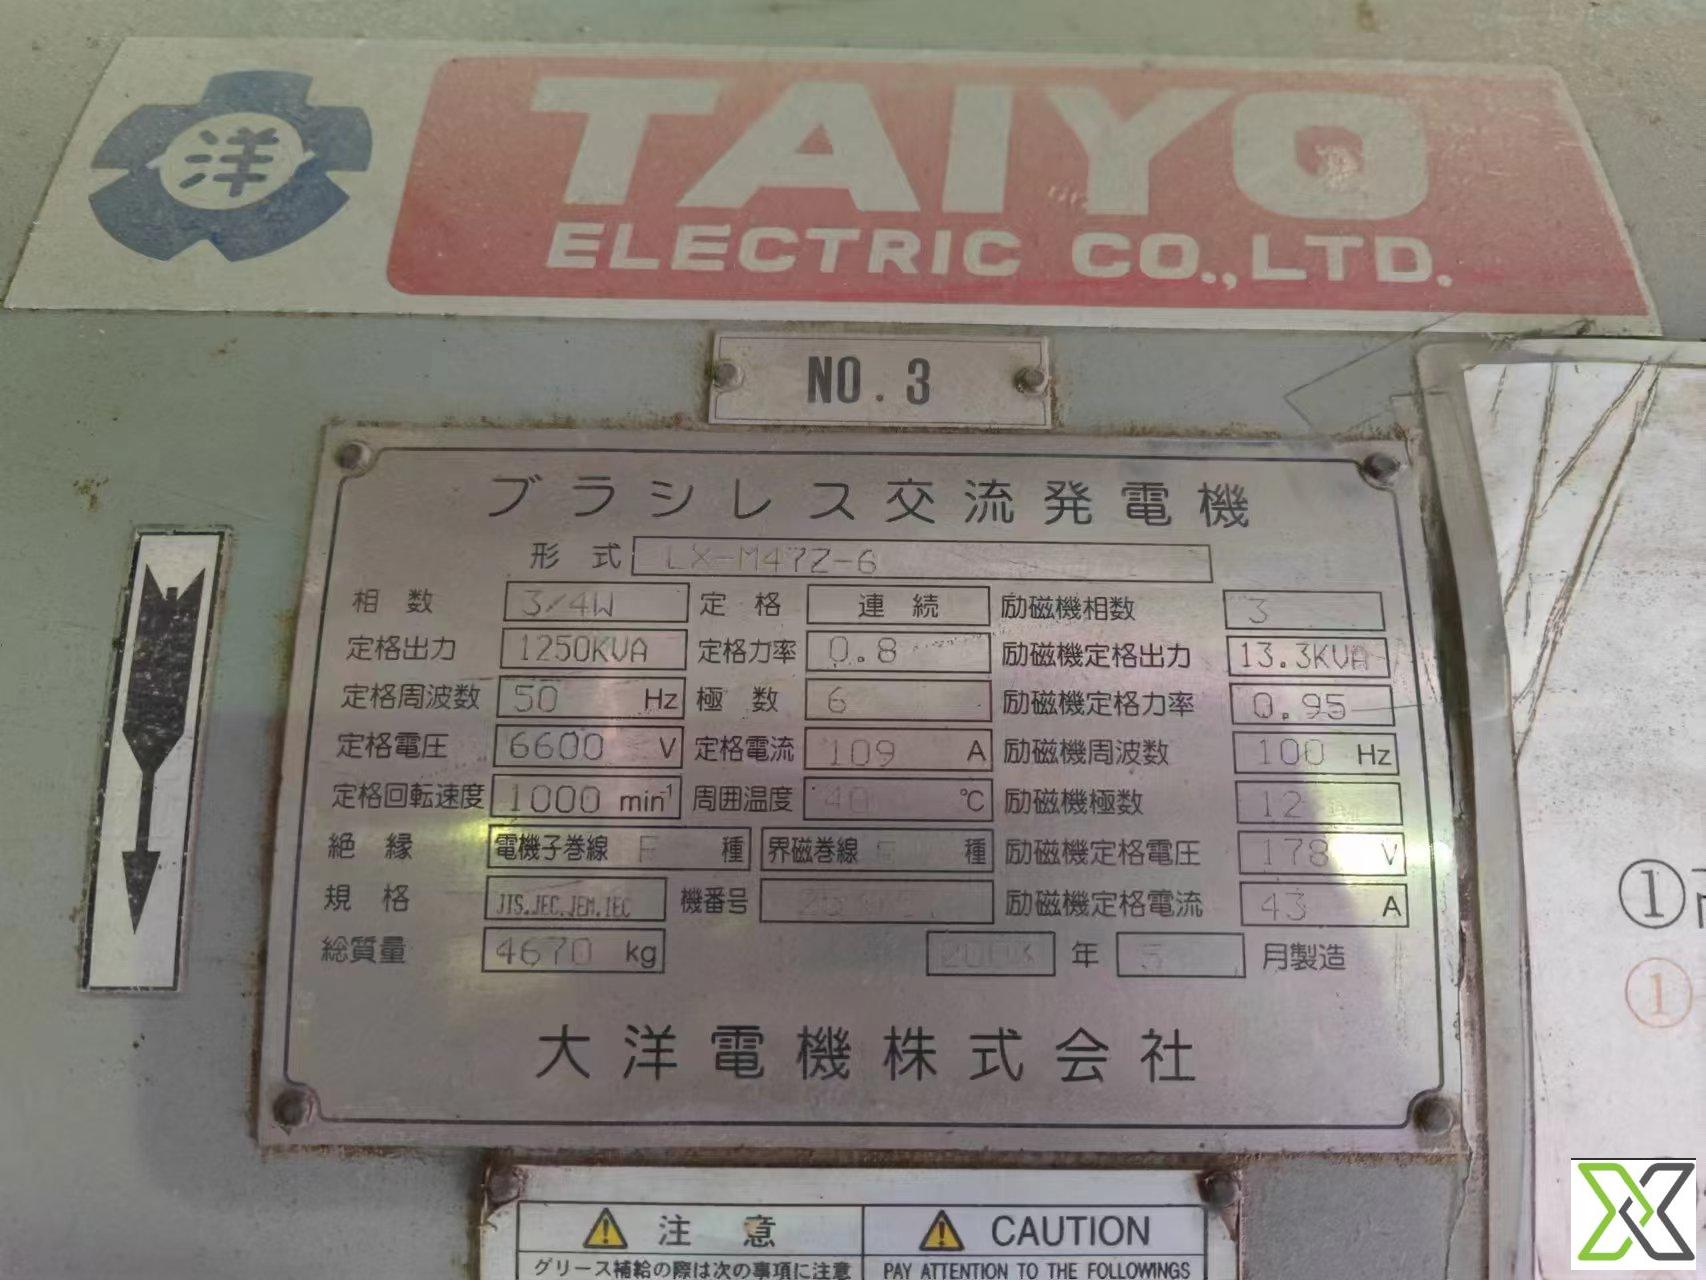 洋
TAIYO
ELECTRIC CO.,LTD.
NO.3
ブラシレス交流発電機
形式 LX-M47Z-6
相数 3/4W 定格 連続 励磁機相数 3
定格出力 1250KVA 定格力率 0.8 励磁機定格出力 13.3KVA
定格周波数 50 Hz 極数 6 励磁機定格力率 0.95
定格電圧 6600 V 定格電流 109 A 励磁機周波数 100 Hz
定格回転速度 1000 min⁻¹ 周囲温度 40 ℃ 励磁機極数 12
絶縁 電機子巻線 F 種 界磁巻線 種 励磁機定格電圧 178 V
規格 JIS.JEC.JEM.IEC 機番号 励磁機定格電流 43 A
総質量 4670 kg 年 月製造
大洋電機株式会社
注意 CAUTION
グリース補給の際は次の事項に注意 PAY ATTENTION TO THE FOLLOWINGS
①
①